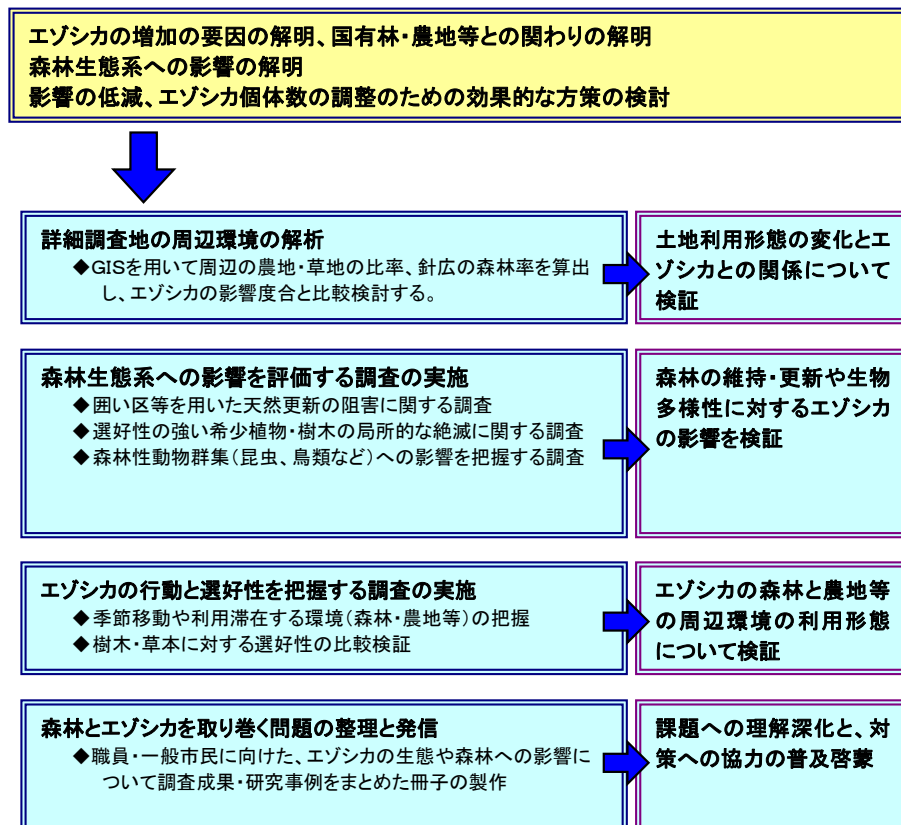 エゾシカの増加の要因の解明、国有林・農地等との関わりの解明
森林生態系への影響の解明
影響の低減、エゾシカ個体数の調整のための効果的な方策の検討
詳細調査地の周辺環境の解析
◆GISを用いて周辺の農地・草地の比率、針広の森林率を算出
し、エゾシカの影響度合と比較検討する。
土地利用形態の変化とエ
ゾシカとの関係について
検証
森林生態系への影響を評価する調査の実施
◆囲い区等を用いた天然更新の阻害に関する調査
◆選好性の強い希少植物・樹木の局所的な絶滅に関する調査
◆森林性動物群集（昆虫、鳥類など）への影響を把握する調査
森林の維持・更新や生物
多様性に対するエゾシカ
の影響を検証
エゾシカの行動と選好性を把握する調査の実施
◆季節移動や利用滞在する環境（森林・農地等）の把握
◆樹木・草本に対する選好性の比較検証
エゾシカの森林と農地等
の周辺環境の利用形態
について検証
森林とエゾシカを取り巻く問題の整理と発信
◆職員・一般市民に向けた、エゾシカの生態や森林への影響に
ついて調査成果・研究事例をまとめた冊子の製作
課題への理解深化と、対
策への協力の普及啓蒙